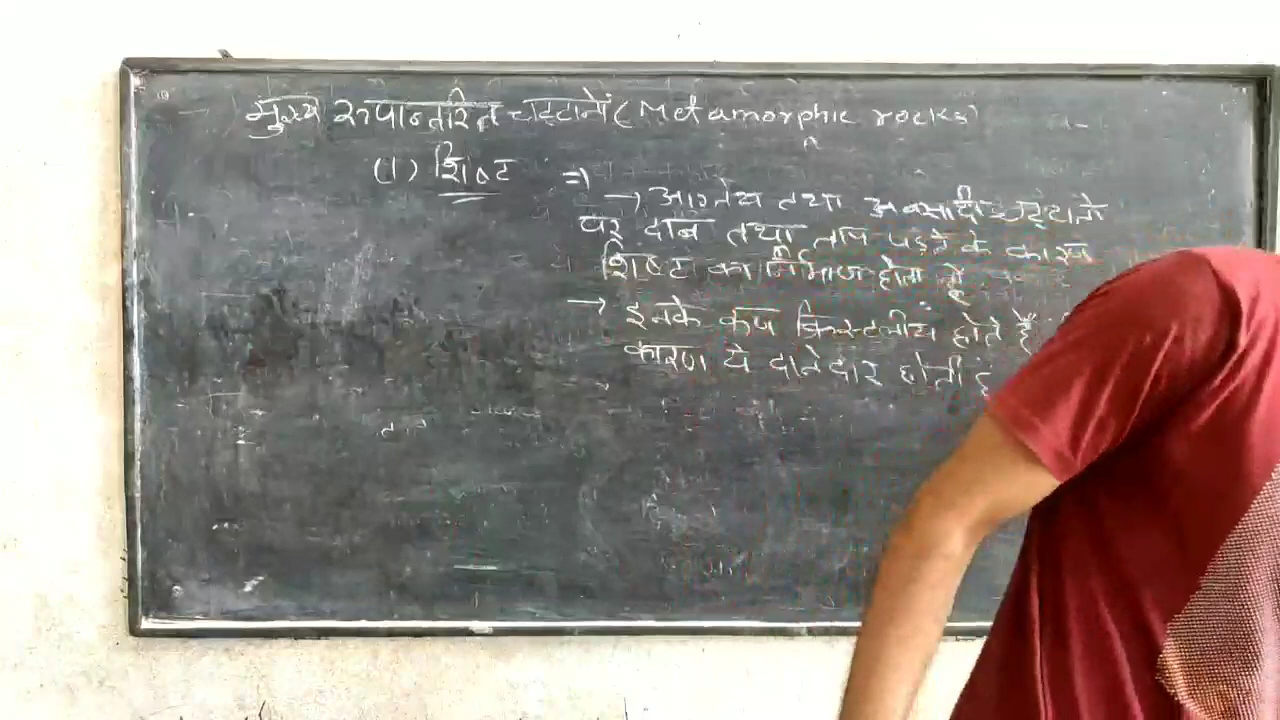 मुख्य रूपान्तरित चट्टानें (Metamorphic rocks)
(1) शिष्ट ⇒
→ आग्नेय तथा अवसादी चट्टानो
पर दाब तथा ताप पड़ने के कारण
शिष्ट का निर्माण होता है
→ इनके कण क्रिस्टलीय होते हैं
कारण ये दानेदार होती हैं